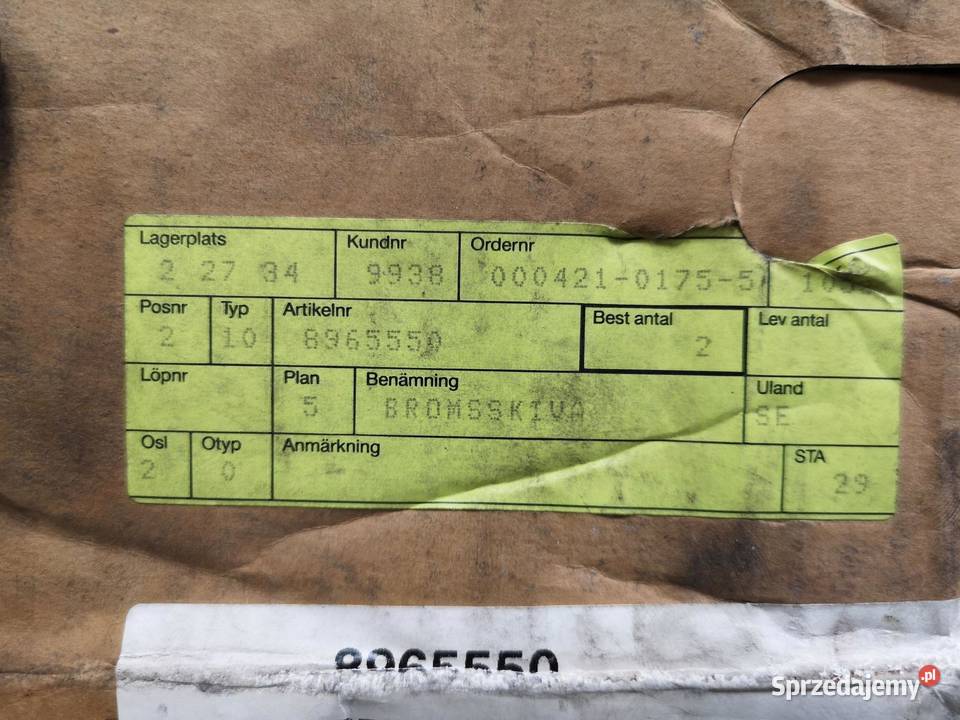 Lagerplats Kundnr Ordernr
2 27 34 9938 000421-0175-5
Posnr Typ Artikelnr Best antal Lev antal
2 10 8965550 2
Löpnr Plan Benämning Uland
5 BROMSSKIVA SE
Osl Otyp Anmärkning STA
2 0 29
8965550
Sprzedajemy.pl